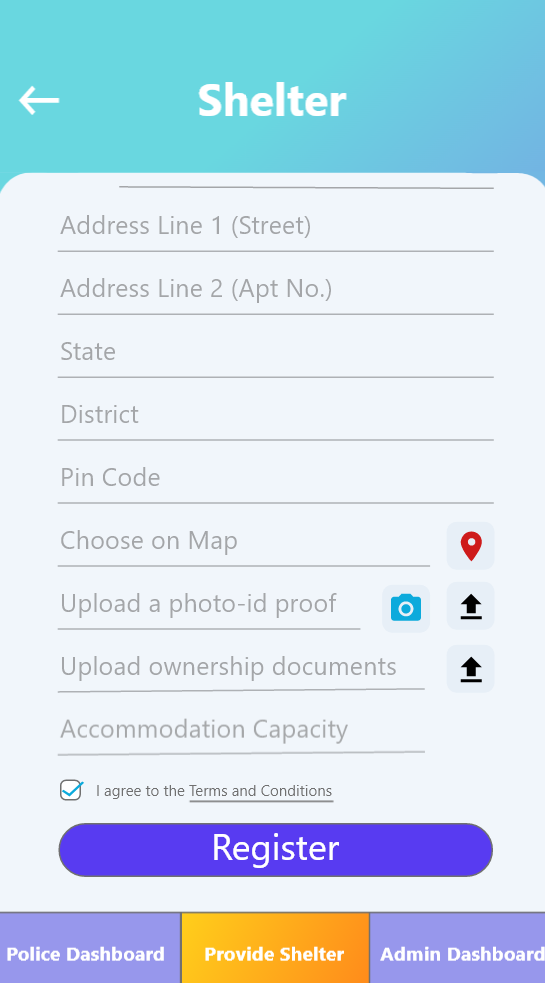 Shelter
Address Line 1 (Street)
Address Line 2 (Apt No.)
State
District
Pin Code
Choose on Map
Upload a photo-id proof
Upload ownership documents
Accommodation Capacity
I agree to the Terms and Conditions
Register
Police Dashboard Provide Shelter Admin Dashboard